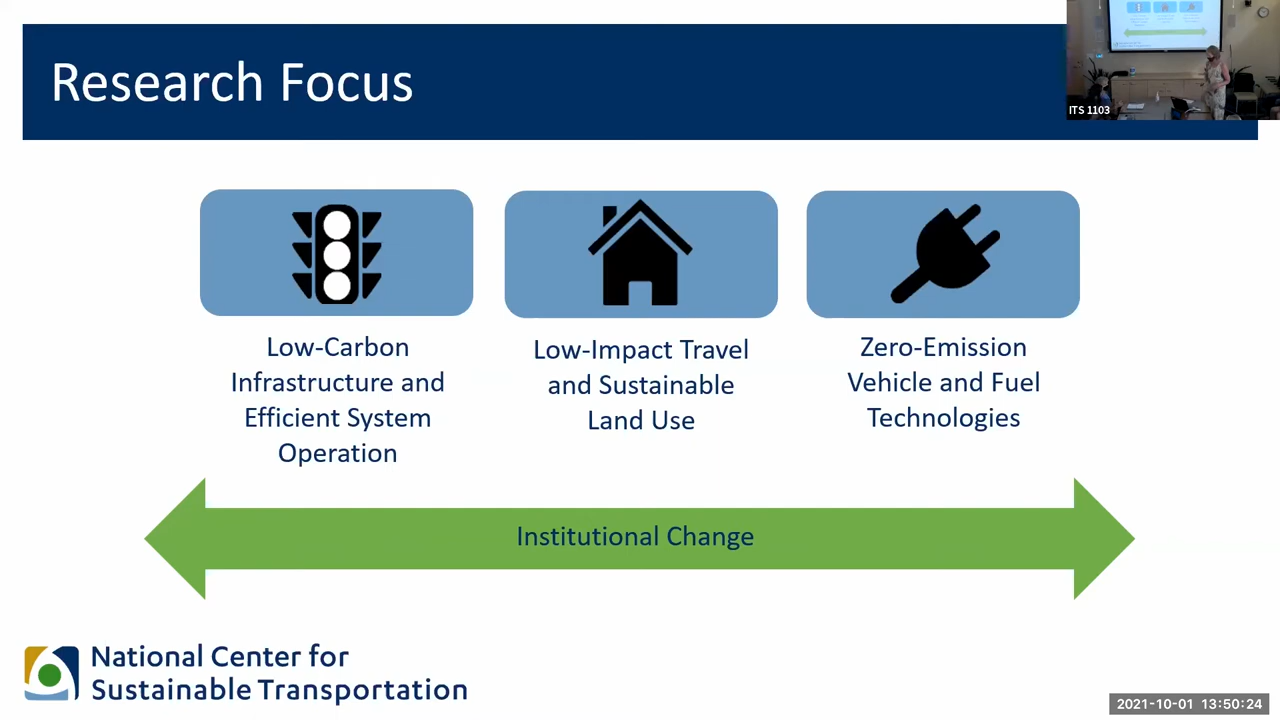 Research Focus
ITS 1103
Low-Carbon
Infrastructure and
Efficient System
Operation
Low-Impact Travel
and Sustainable
Land Use
Zero-Emission
Vehicle and Fuel
Technologies
Institutional Change
National Center for
Sustainable Transportation
2021-10-01 13:50:24